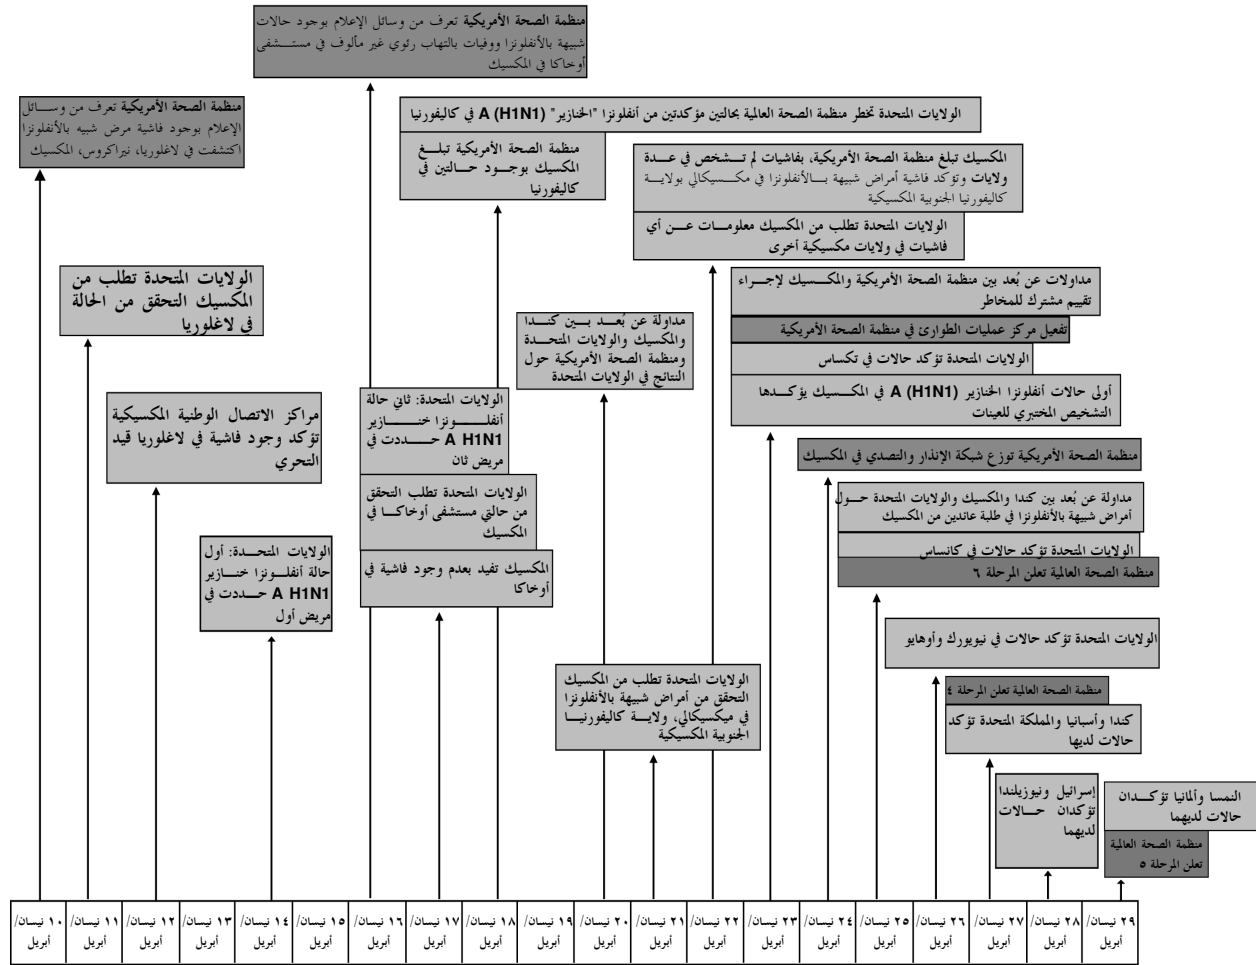 منظمة الصحة الأمريكية تعرف من وسائل الإعلام بوجود حالات
شبيهة بالأنفلونزا ووفيات بالتهاب رئوي غير مألوف في مستشفى
أوخاكا في المكسيك
منظمة الصحة الأمريكية تعرف من وسائل
الإعلام بوجود فاشية مرض شبيه بالأنفلونزا
اكتشفت في لاغلوريا، نيراكروس، المكسيك
الولايات المتحدة تخطر منظمة الصحة العالمية بحالتين مؤكدتين من أنفلونزا "الخنازير" A (H1N1) في كاليفورنيا
منظمة الصحة الأمريكية تبلغ
المكسيك بوجود حالتين في
كاليفورنيا
المكسيك تبلغ منظمة الصحة الأمريكية، بفاشيات لم تشخص في عدة
ولايات وتؤكد فاشية أمراض شبيهة بالأنفلونزا في مكسيكالي بولاية
كاليفورنيا الجنوبية المكسيكية
الولايات المتحدة تطلب من المكسيك معلومات عن أي
فاشيات في ولايات مكسيكية أخرى
الولايات المتحدة تطلب من
المكسيك التحقق من الحالة
في لاغلوريا
مداولات عن بُعد بين منظمة الصحة الأمريكية والمكسيك لإجراء
تقييم مشترك للمخاطر
تفعيل مركز عمليات الطوارئ في منظمة الصحة الأمريكية
الولايات المتحدة تؤكد حالات في تكساس
أولى حالات أنفلونزا الخنازير A (H1N1) في المكسيك يؤكدها
التشخيص المختبري للعينات
مداولة عن بُعد بين كندا
والمكسيك والولايات المتحدة
ومنظمة الصحة الأمريكية حول
النتائج في الولايات المتحدة
مراكز الاتصال الوطنية المكسيكية
تؤكد وجود فاشية في لاغلوريا قيد
التحري
الولايات المتحدة: ثاني حالة
أنفلونزا خنازير
A H1N1 حددت في
مريض ثان
الولايات المتحدة تطلب التحقق
من حالتي مستشفى أوخاكا في
المكسيك
المكسيك تفيد بعدم وجود فاشية في
أوخاكا
منظمة الصحة الأمريكية توزع شبكة الإنذار والتصدي في المكسيك
مداولة عن بُعد بين كندا والمكسيك والولايات المتحدة حول
أمراض شبيهة بالأنفلونزا في طلبة عائدين من المكسيك
الولايات المتحدة تؤكد حالات في كانساس
منظمة الصحة العالمية تعلن المرحلة ٦
الولايات المتحدة: أول
حالة أنفلونزا خنازير
A H1N1 حددت في
مريض أول
الولايات المتحدة تؤكد حالات في نيويورك وأوهايو
الولايات المتحدة تطلب من المكسيك
التحقق من أمراض شبيهة بالأنفلونزا
في ميكسيكالي، ولاية كاليفورنيا
الجنوبية المكسيكية
منظمة الصحة العالمية تعلن المرحلة ٤
كندا وأسبانيا والمملكة المتحدة تؤكد
حالات لديها
إسرائيل ونيوزيلندا
تؤكدان حالات
لديهما
النمسا وألمانيا تؤكدان
حالات لديهما
منظمة الصحة العالمية
تعلن المرحلة ٥
١٠ نيسان/ أبريل
١١ نيسان/ أبريل
١٢ نيسان/ أبريل
١٣ نيسان/ أبريل
١٤ نيسان/ أبريل
١٥ نيسان/ أبريل
١٦ نيسان/ أبريل
١٧ نيسان/ أبريل
١٨ نيسان/ أبريل
١٩ نيسان/ أبريل
٢٠ نيسان/ أبريل
٢١ نيسان/ أبريل
٢٢ نيسان/ أبريل
٢٣ نيسان/ أبريل
٢٤ نيسان/ أبريل
٢٥ نيسان/ أبريل
٢٦ نيسان/ أبريل
٢٧ نيسان/ أبريل
٢٨ نيسان/ أبريل
٢٩ نيسان/ أبريل